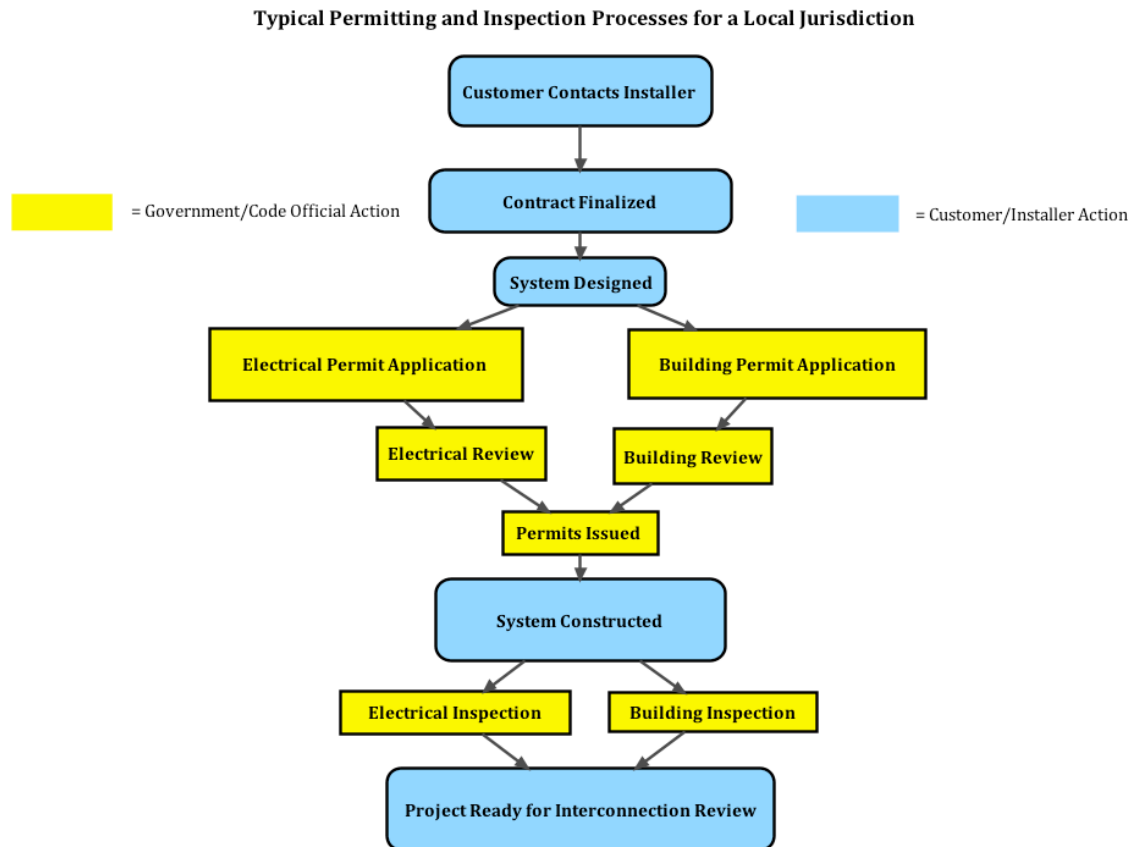 Typical Permitting and Inspection Processes for a Local Jurisdiction
Customer Contacts Installer
Contract Finalized
= Government/Code Official Action
= Customer/Installer Action
System Designed
Electrical Permit Application
Building Permit Application
Electrical Review
Building Review
Permits Issued
System Constructed
Electrical Inspection
Building Inspection
Project Ready for Interconnection Review